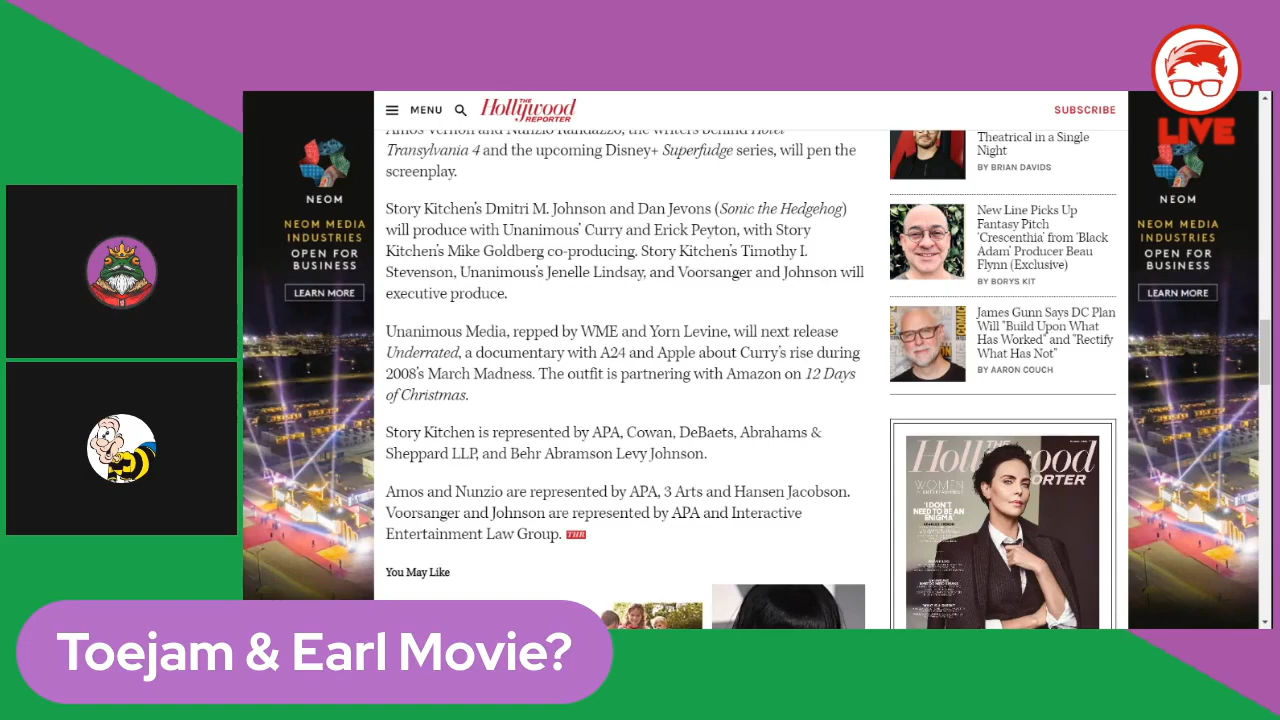 LIVE
MENU
THE Hollywood REPORTER
SUBSCRIBE
NEOM
NEOM MEDIA
INDUSTRIES
OPEN FOR
BUSINESS
LEARN MORE
Amos Vernon and Nunzio Randazzo, the writers behind Hotel
Transylvania 4 and the upcoming Disney+ Superfudge series, will pen the
screenplay.
Story Kitchen's Dmitri M. Johnson and Dan Jevons (Sonic the Hedgehog)
will produce with Unanimous' Curry and Erick Peyton, with Story
Kitchen's Mike Goldberg co-producing. Story Kitchen's Timothy I.
Stevenson, Unanimous's Jenelle Lindsay, and Voorsanger and Johnson will
executive produce.
Unanimous Media, repped by WME and Yorn Levine, will next release
Underrated, a documentary with A24 and Apple about Curry's rise during
2008's March Madness. The outfit is partnering with Amazon on 12 Days
of Christmas.
Story Kitchen is represented by APA, Cowan, DeBaets, Abrahams &
Sheppard LLP, and Behr Abramson Levy Johnson.
Amos and Nunzio are represented by APA, 3 Arts and Hansen Jacobson.
Voorsanger and Johnson are represented by APA and Interactive
Entertainment Law Group. THR
You May Like
Theatrical in a Single
Night
BY BRIAN DAVIDS
New Line Picks Up
Fantasy Pitch
'Crescenthia' from 'Black
Adam' Producer Beau
Flynn (Exclusive)
BY BORYS KIT
James Gunn Says DC Plan
Will "Build Upon What
Has Worked" and "Rectify
What Has Not"
BY AARON COUCH
THE
Hollywood
REPORTER
WOMEN
'I DON'T
NEED TO BE AN
ENIGMA'
NEOM
NEOM MEDIA
INDUSTRIES
OPEN FOR
BUSINESS
LEARN MORE
Toejam & Earl Movie?